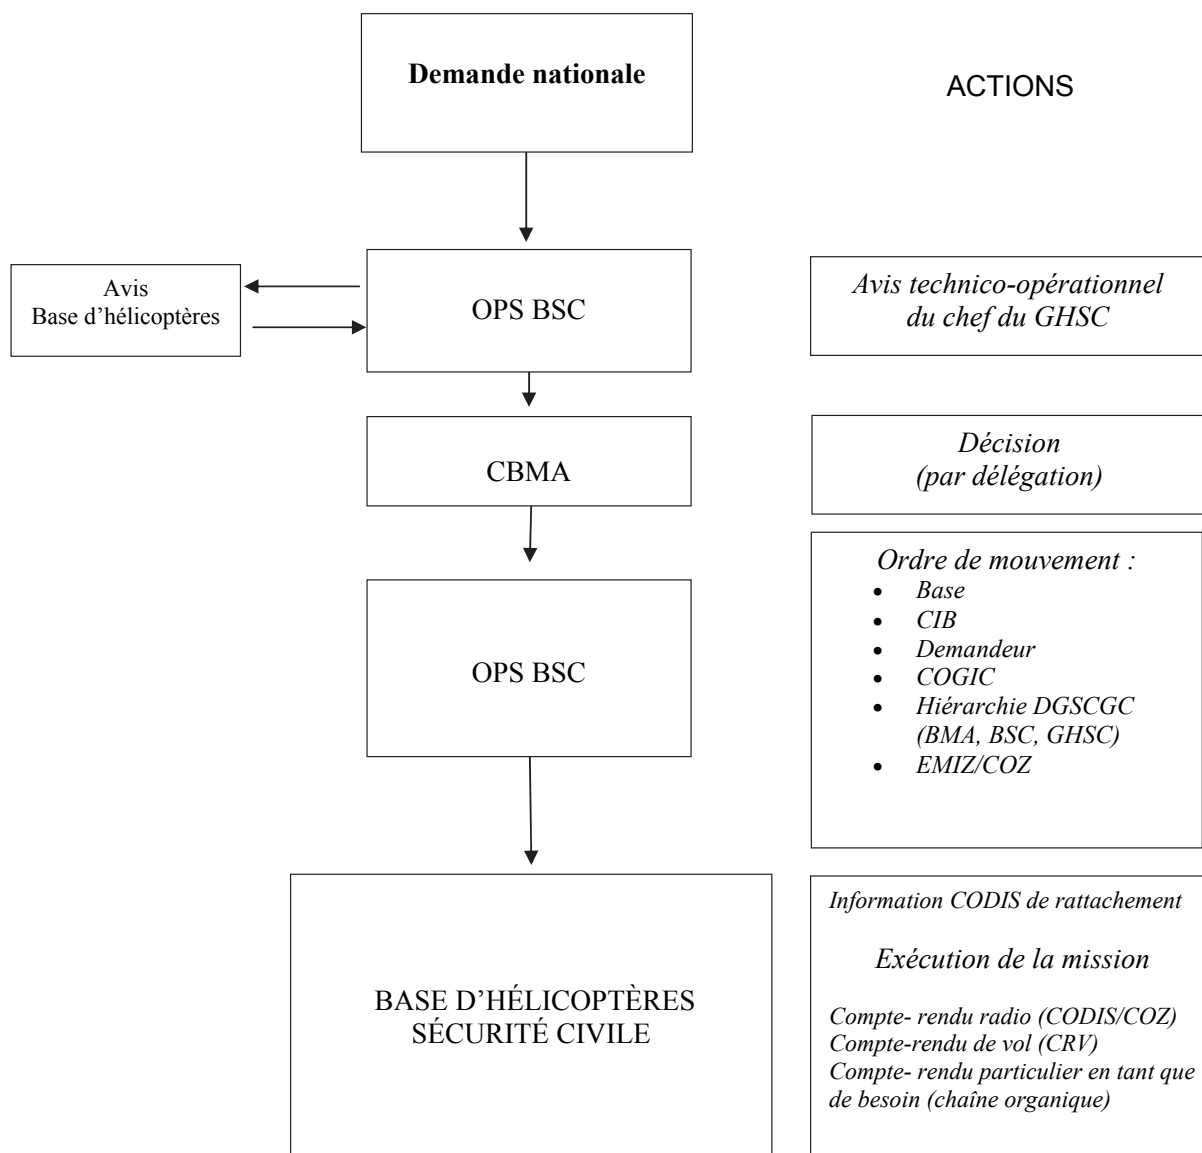 Demande nationale
ACTIONS
Avis
Base d’hélicoptères
OPS BSC
Avis technico-opérationnel
du chef du GHSC
CBMA
Décision
(par délégation)
OPS BSC
Ordre de mouvement :
• Base
• CIB
• Demandeur
• COGIC
• Hiérarchie DGSCGC
(BMA, BSC, GHSC)
• EMIZ/COZ
BASE D’HÉLICOPTÈRES
SÉCURITÉ CIVILE
Information CODIS de rattachement
Exécution de la mission
Compte- rendu radio (CODIS/COZ)
Compte-rendu de vol (CRV)
Compte- rendu particulier en tant que
de besoin (chaîne organique)